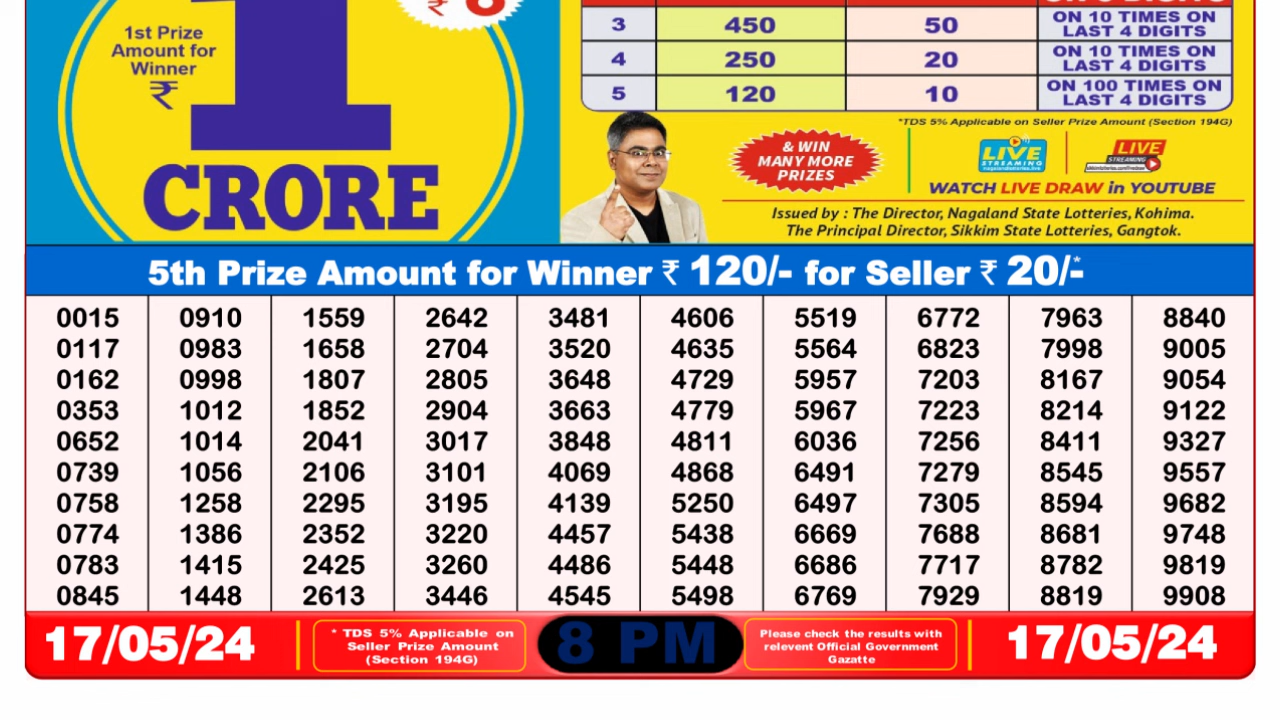 1
₹ 6
1st Prize
Amount for
Winner
₹
CRORE
3 450 50 ON 10 TIMES ON LAST 4 DIGITS
4 250 20 ON 10 TIMES ON LAST 4 DIGITS
5 120 10 ON 100 TIMES ON LAST 4 DIGITS
*TDS 5% Applicable on Seller Prize Amount (Section 194G)
& WIN
MANY MORE
PRIZES
LIVE
STREAMING
LIVE
STREAMING
WATCH LIVE DRAW in YOUTUBE
Issued by : The Director, Nagaland State Lotteries, Kohima.
The Principal Director, Sikkim State Lotteries, Gangtok.
5th Prize Amount for Winner ₹ 120/- for Seller ₹ 20/-*
0015 0910 1559 2642 3481 4606 5519 6772 7963 8840
0117 0983 1658 2704 3520 4635 5564 6823 7998 9005
0162 0998 1807 2805 3648 4729 5957 7203 8167 9054
0353 1012 1852 2904 3663 4779 5967 7223 8214 9122
0652 1014 2041 3017 3848 4811 6036 7256 8411 9327
0739 1056 2106 3101 4069 4868 6491 7279 8545 9557
0758 1258 2295 3195 4139 5250 6497 7305 8594 9682
0774 1386 2352 3220 4457 5438 6669 7688 8681 9748
0783 1415 2425 3260 4486 5448 6686 7717 8782 9819
0845 1448 2613 3446 4545 5498 6769 7929 8819 9908
17/05/24
* TDS 5% Applicable on
Seller Prize Amount
(Section 194G)
8 PM
Please check the results with
relevent Official Government
Gazatte
17/05/24